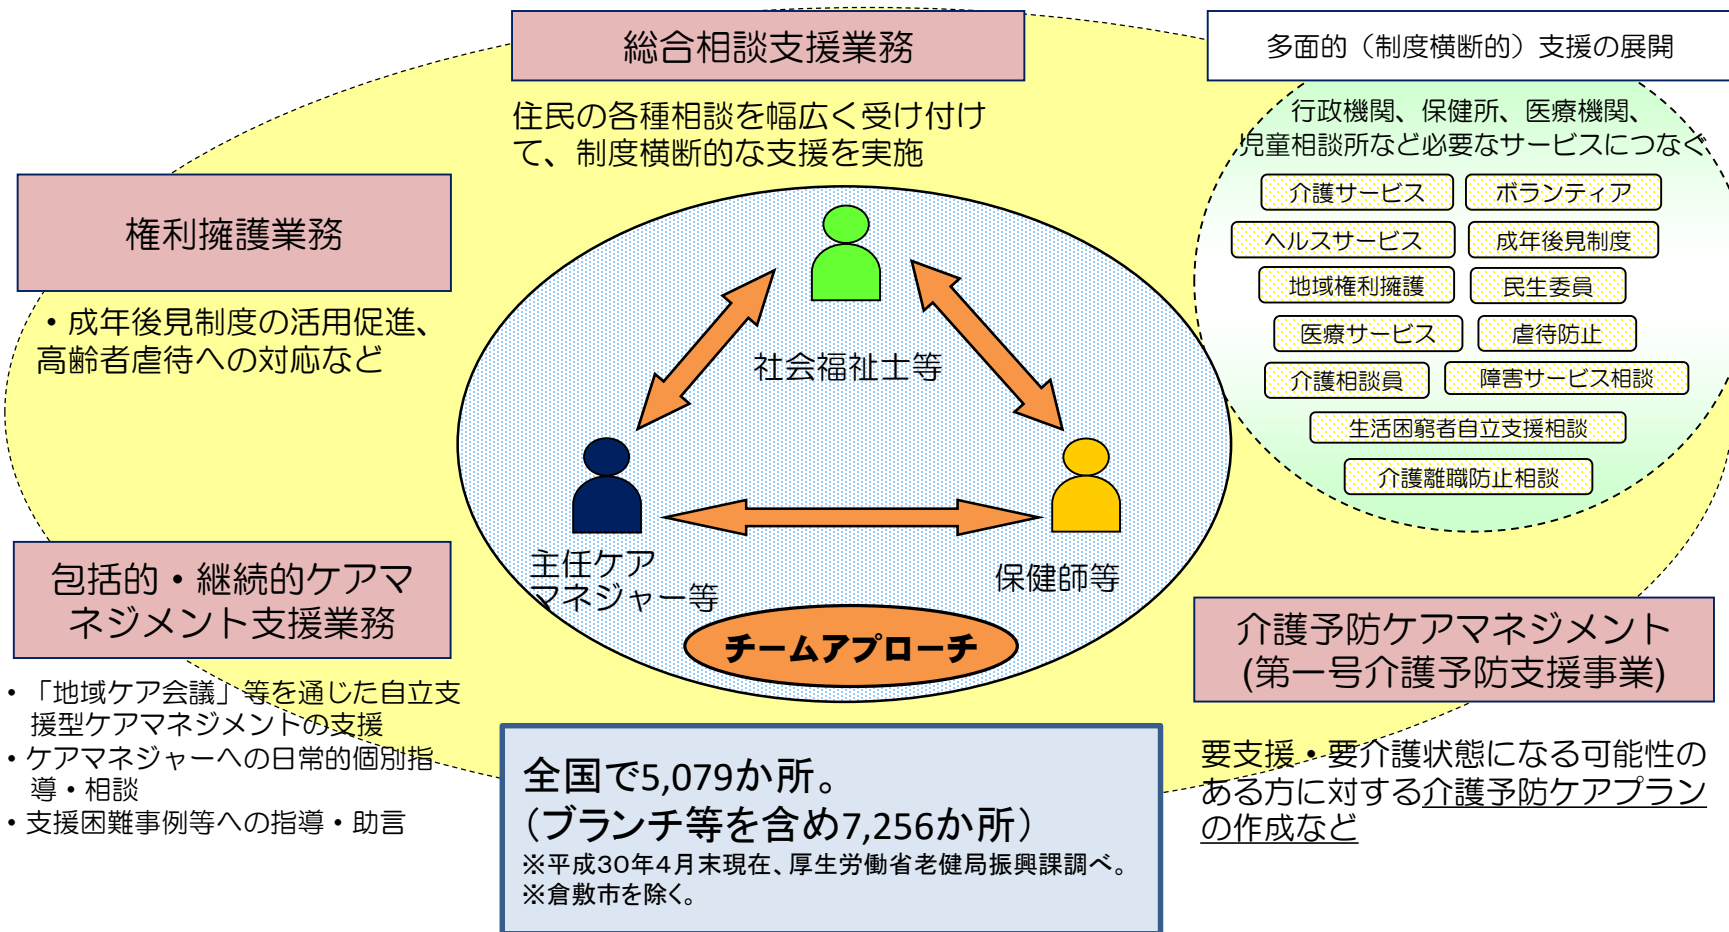 総合相談支援業務
住民の各種相談を幅広く受け付け
て、制度横断的な支援を実施
多面的（制度横断的）支援の展開
行政機関、保健所、医療機関、
児童相談所など必要なサービスにつなぐ
介護サービス
ボランティア
ヘルスサービス
成年後見制度
地域権利擁護
民生委員
医療サービス
虐待防止
介護相談員
障害サービス相談
生活困窮者自立支援相談
介護離職防止相談
権利擁護業務
・成年後見制度の活用促進、
高齢者虐待への対応など
社会福祉士等
主任ケア
マネジャー等
保健師等
チームアプローチ
包括的・継続的ケアマ
ネジメント支援業務
・「地域ケア会議」等を通じた自立支
援型ケアマネジメントの支援
・ケアマネジャーへの日常的個別指
導・相談
・支援困難事例等への指導・助言
介護予防ケアマネジメント
(第一号介護予防支援事業)
要支援・要介護状態になる可能性の
ある方に対する介護予防ケアプラン
の作成など
全国で5,079か所。
（ブランチ等を含め7,256か所）
※平成30年4月末現在、厚生労働省老健局振興課調べ。
※倉敷市を除く。